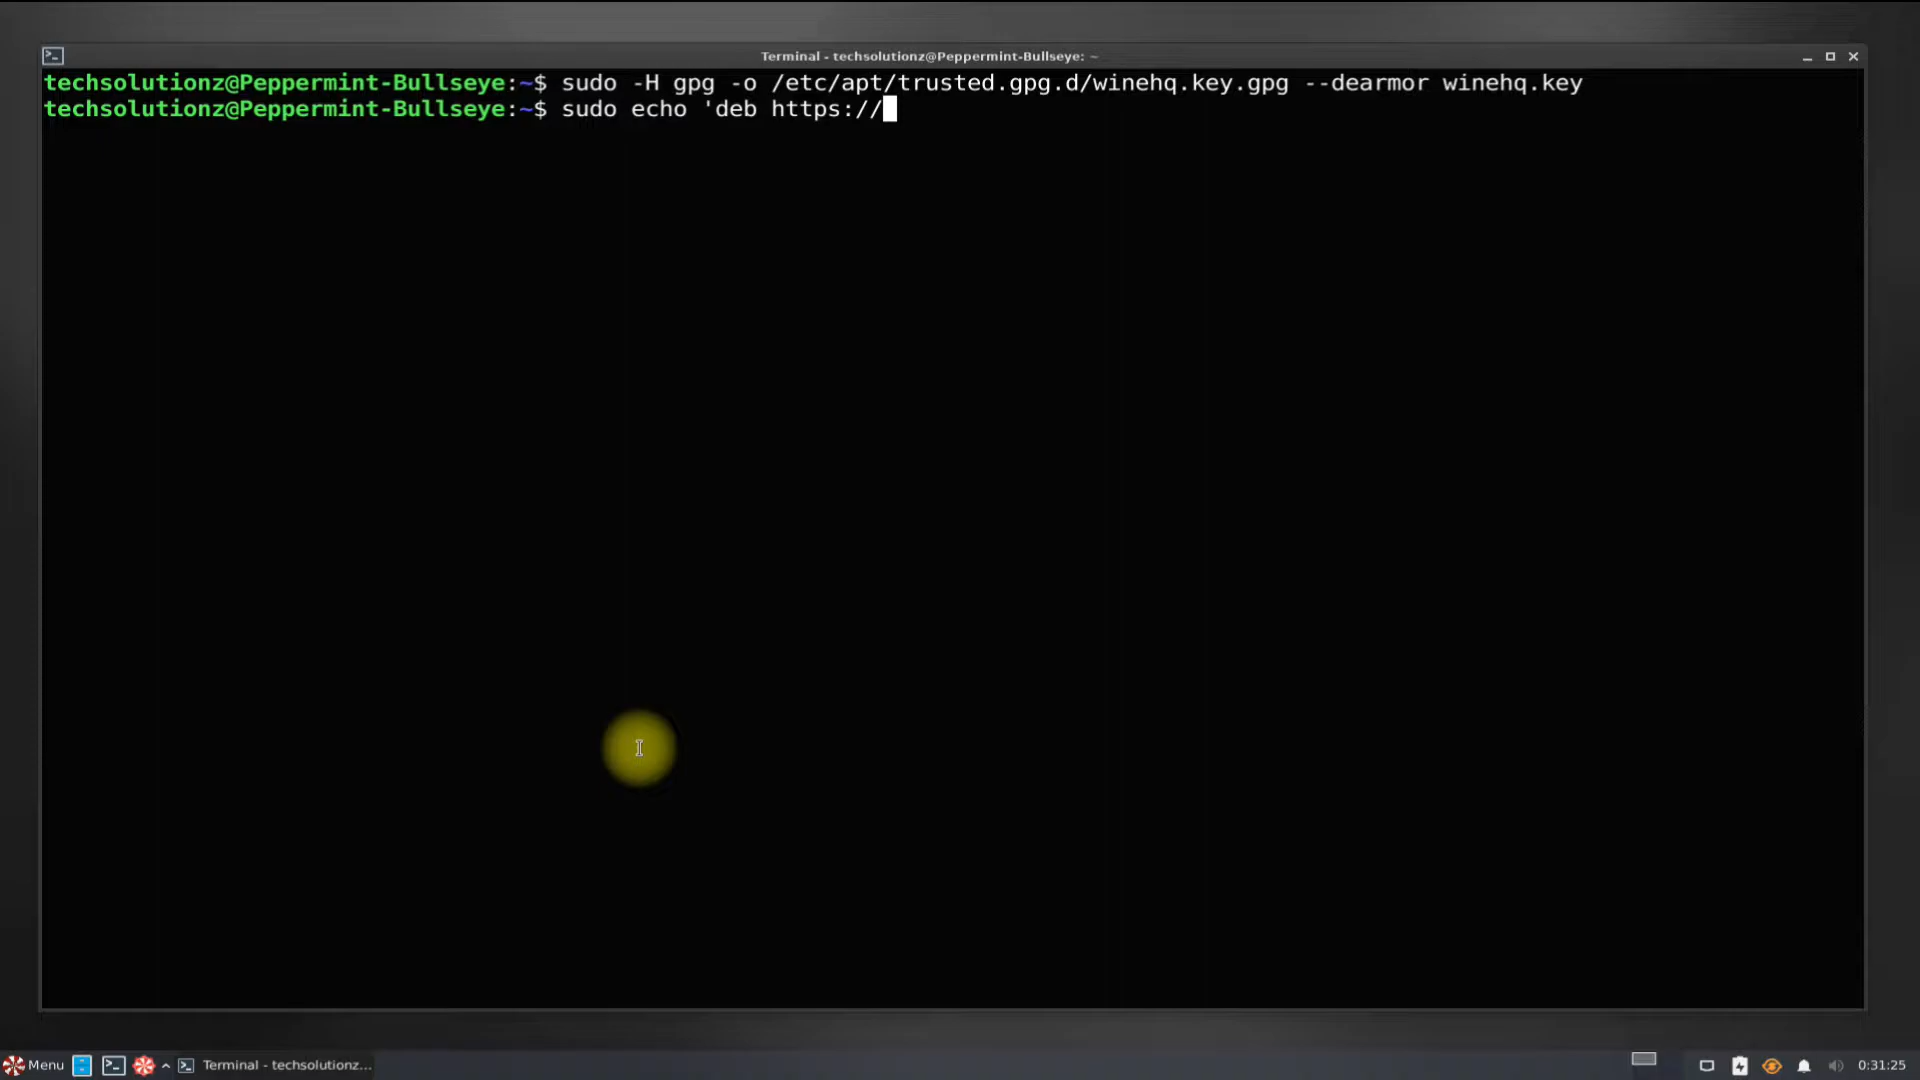 Terminal - techsolutionz@Peppermint-Bullseye: ~
techsolutionz@Peppermint-Bullseye:~$ sudo -H gpg -o /etc/apt/trusted.gpg.d/winehq.key.gpg --dearmor winehq.key
techsolutionz@Peppermint-Bullseye:~$ sudo echo 'deb https://
Menu
Terminal - techsolutionz...
0:31:25